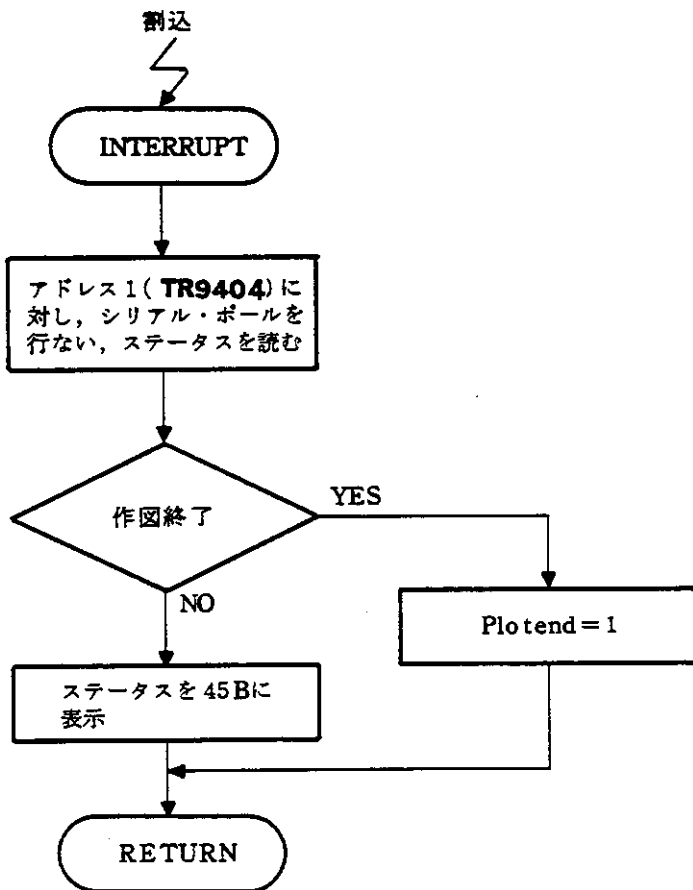 割込
INTERRUPT
アドレス1( TR9404)に
対し，シリアル・ポールを
行ない，ステータスを読む
作図終了
YES
NO
Plotend=1
ステータスを45Bに
表示
RETURN